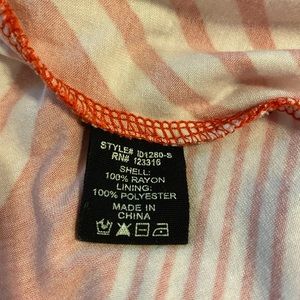 STYLE# ID1280-S
RN# 123316
SHELL:
100% RAYON
LINING:
100% POLYESTER
MADE IN
CHINA